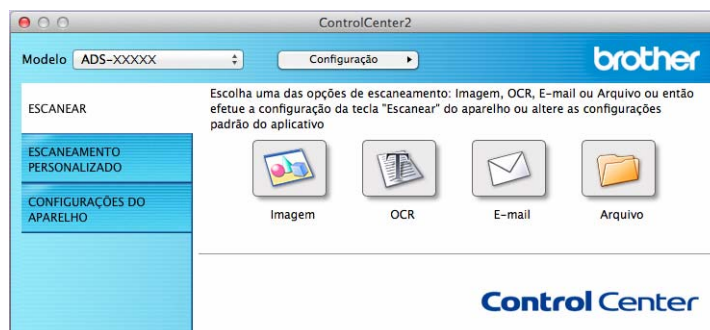 ControlCenter2
Modelo ADS-XXXXX Configuração brother
Escolha uma das opções de escaneamento: Imagem, OCR, E-mail ou Arquivo ou então
efetue a configuração da tecla "Escanear" do aparelho ou altere as configurações
padrão do aplicativo
ESCANEAR
ESCANEAMENTO
PERSONALIZADO
CONFIGURAÇÕES DO
APARELHO
Imagem OCR E-mail Arquivo
Control Center